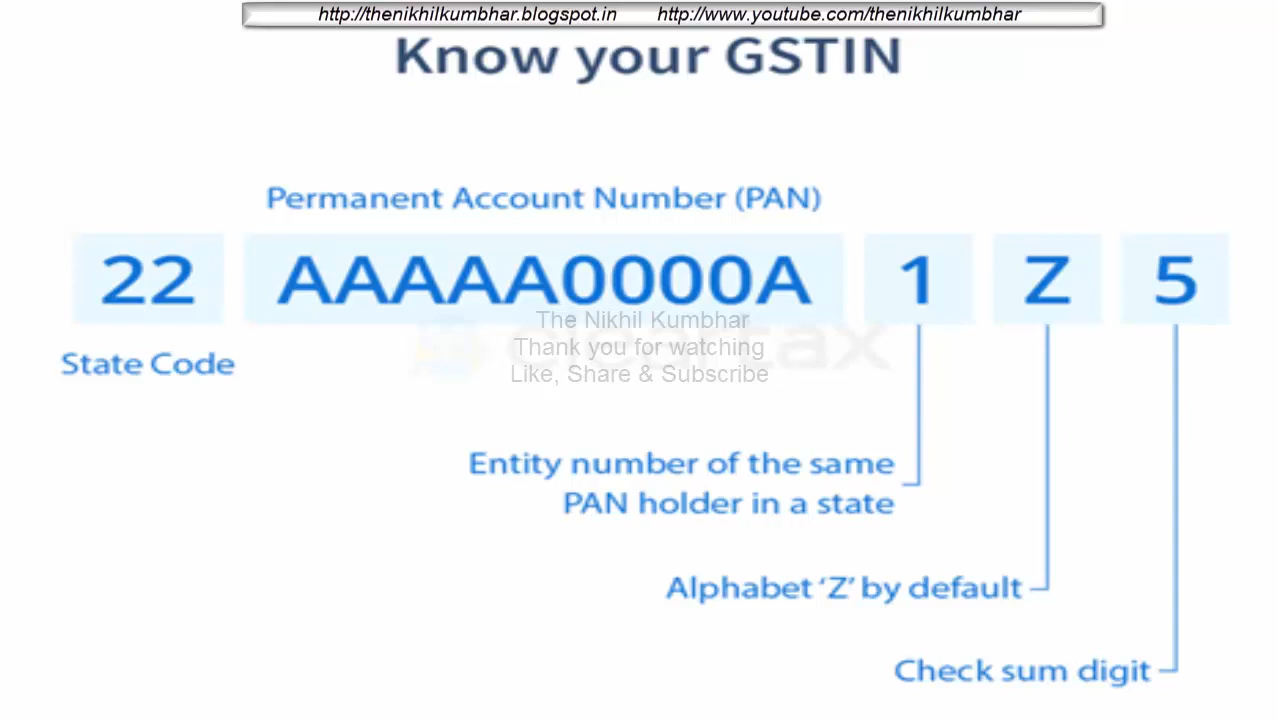 http://thenikhilkumbhar.blogspot.in http://www.youtube.com/thenikhilkumbhar
Know your GSTIN
Permanent Account Number (PAN)
22 AAAAA0000A 1 Z 5
State Code
cleartax
The Nikhil Kumbhar
Thank you for watching
Like, Share & Subscribe
Entity number of the same
PAN holder in a state
Alphabet ‘Z’ by default
Check sum digit